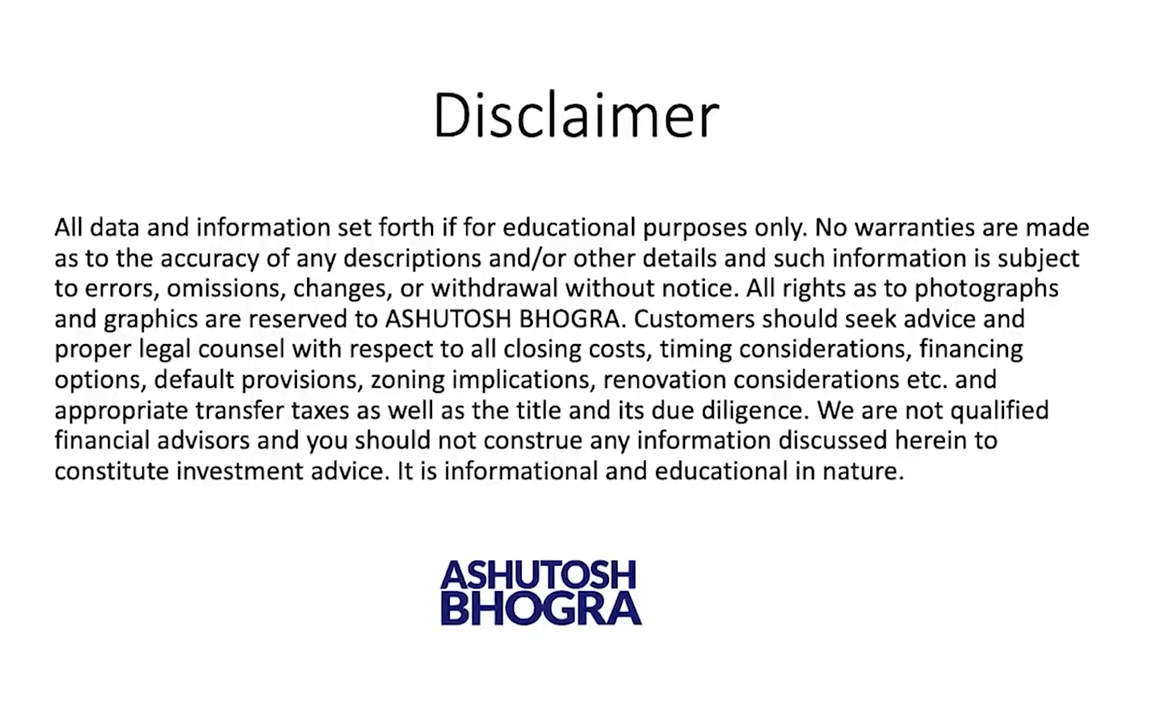 Disclaimer
All data and information set forth if for educational purposes only. No warranties are made
as to the accuracy of any descriptions and/or other details and such information is subject
to errors, omissions, changes, or withdrawal without notice. All rights as to photographs
and graphics are reserved to ASHUTOSH BHOGRA. Customers should seek advice and
proper legal counsel with respect to all closing costs, timing considerations, financing
options, default provisions, zoning implications, renovation considerations etc. and
appropriate transfer taxes as well as the title and its due diligence. We are not qualified
financial advisors and you should not construe any information discussed herein to
constitute investment advice. It is informational and educational in nature.
ASHUTOSH
BHOGRA